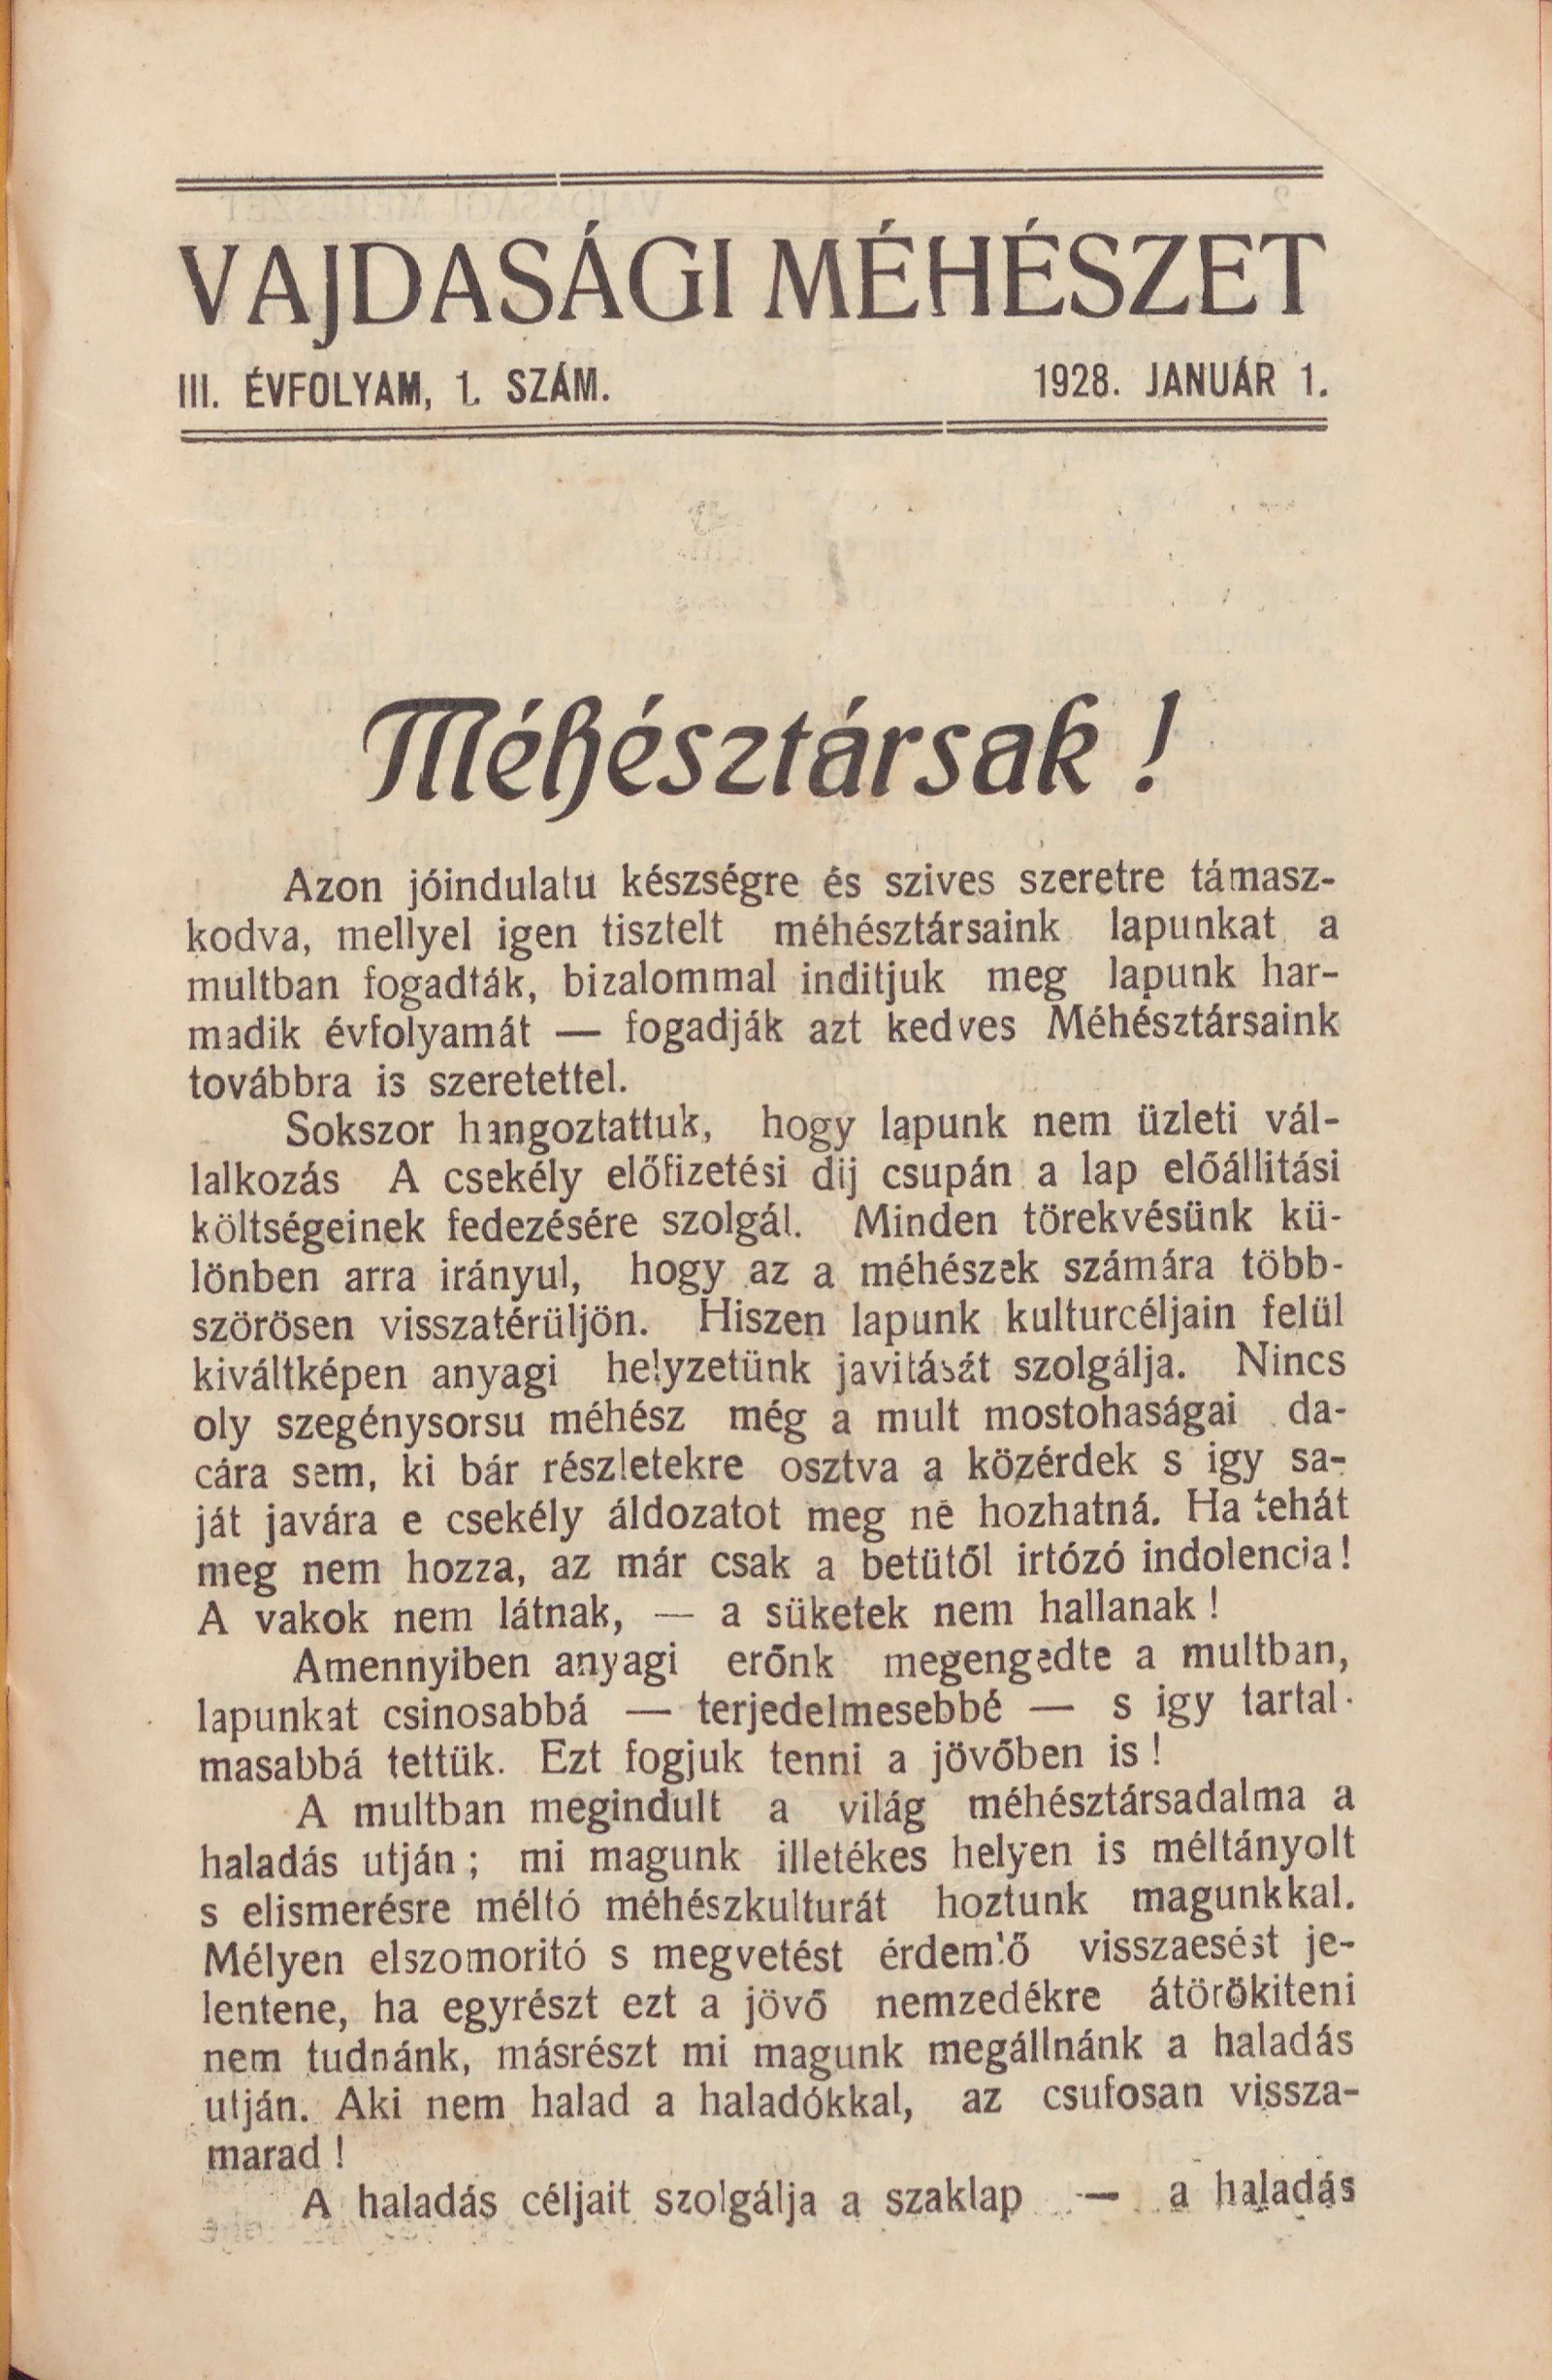 VAJDASÁGI MÉHÉSZET
III. ÉVFOLYAM, 1. SZÁM. 1928. JANUÁR 1.
Méhésztársak !
Azon jóindulatu készségre és szives szeretre támasz-
kodva, mellyel igen tisztelt méhésztársaink lapunkat a
multban fogadták, bizalommal inditjuk meg lapunk har-
madik évfolyamát — fogadják azt kedves Méhésztársaink
továbbra is szeretettel.
Sokszor hangoztattuk, hogy lapunk nem üzleti vál-
lalkozás A csekély előfizetési dij csupán a lap előállitási
költségeinek fedezésére szolgál. Minden törekvésünk kü-
lönben arra irányul, hogy az a méhészek számára több-
szörösen visszatérüljön. Hiszen lapunk kulturcéljain felül
kiváltképen anyagi helyzetünk javitását szolgálja. Nincs
oly szegénysorsu méhész még a mult mostohaságai da-
cára sem, ki bár részletekre osztva a közérdek s igy sa-
ját javára e csekély áldozatot meg ne hozhatná. Ha tehát
meg nem hozza, az már csak a betütől irtózó indolencia!
A vakok nem látnak, — a süketek nem hallanak !
Amennyiben anyagi erőnk megengedte a multban,
lapunkat csinosabbá — terjedelmesebbé — s igy tartal-
masabbá tettük. Ezt fogjuk tenni a jövőben is !
A multban megindult a világ méhésztársadalma a
haladás utján ; mi magunk illetékes helyen is méltányolt
s elismerésre méltó méhészkulturát hoztunk magunkkal.
Mélyen elszomoritó s megvetést érdemlő visszaesést je-
lentene, ha egyrészt ezt a jövő nemzedékre átörökiteni
nem tudnánk, másrészt mi magunk megállnánk a haladás
utján. Aki nem halad a haladókkal, az csufosan vissza-
marad !
A haladás céljait szolgálja a szaklap — a haladás